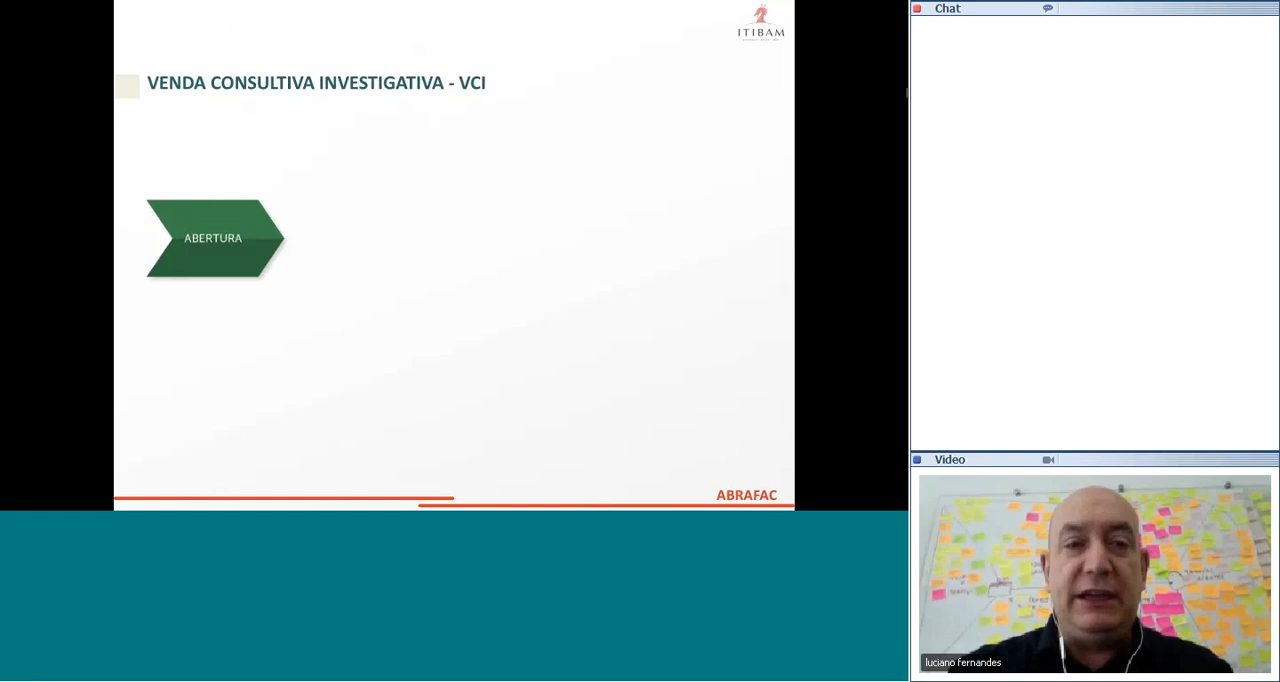 ITIBAM
VENDA CONSULTIVA INVESTIGATIVA - VCI
ABERTURA
ABRAFAC
Chat
Video
luciano fernandes